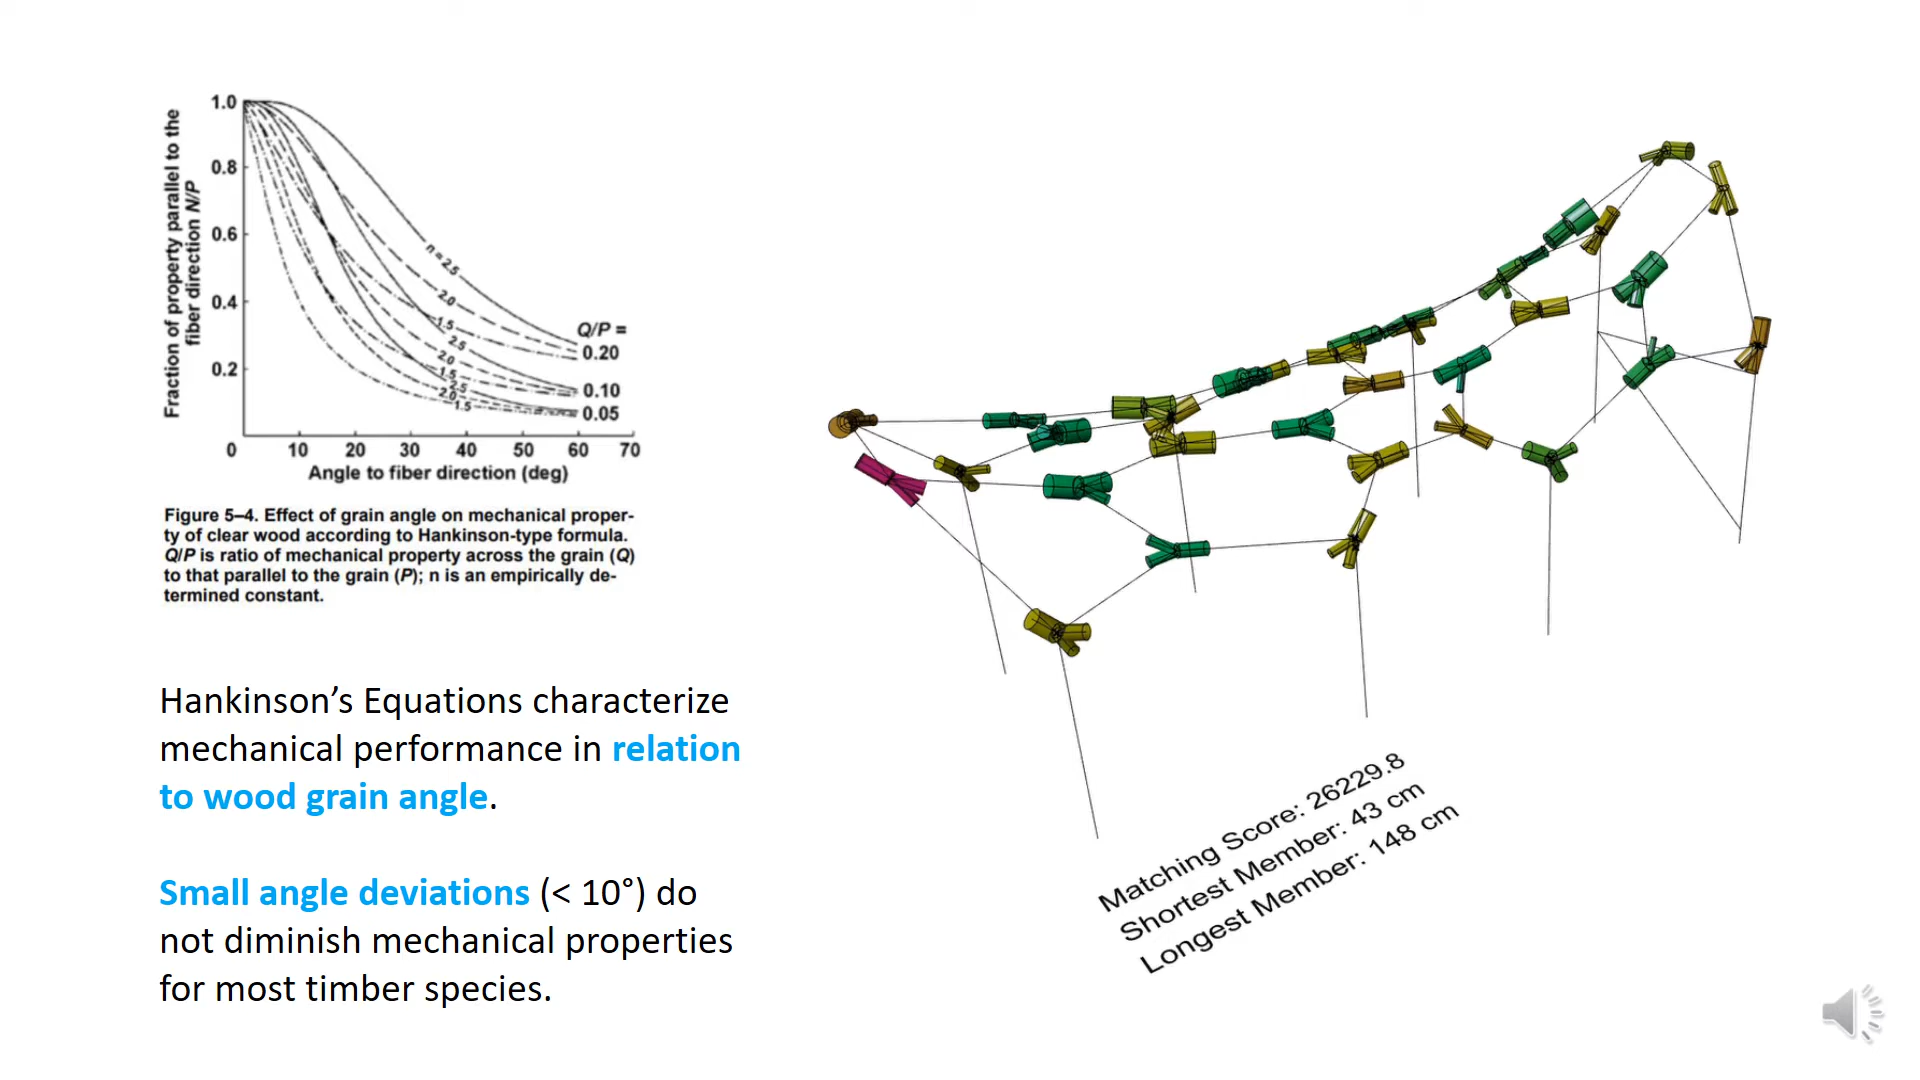 1.0
0.8
0.6
0.4
0.2
0
10
20
30
40
50
60
70
Fraction of property parallel to the
fiber direction N/P
Angle to fiber direction (deg)
n = 2.5
2.0
1.5
2.5
2.0
1.5
2.5
2.0
1.5
Q/P =
0.20
0.10
0.05
Figure 5–4. Effect of grain angle on mechanical proper-
ty of clear wood according to Hankinson-type formula.
Q/P is ratio of mechanical property across the grain (Q)
to that parallel to the grain (P); n is an empirically de-
termined constant.
Hankinson’s Equations characterize
mechanical performance in relation
to wood grain angle.
Small angle deviations (< 10°) do
not diminish mechanical properties
for most timber species.
Matching Score: 26229.8
Shortest Member: 43 cm
Longest Member: 148 cm